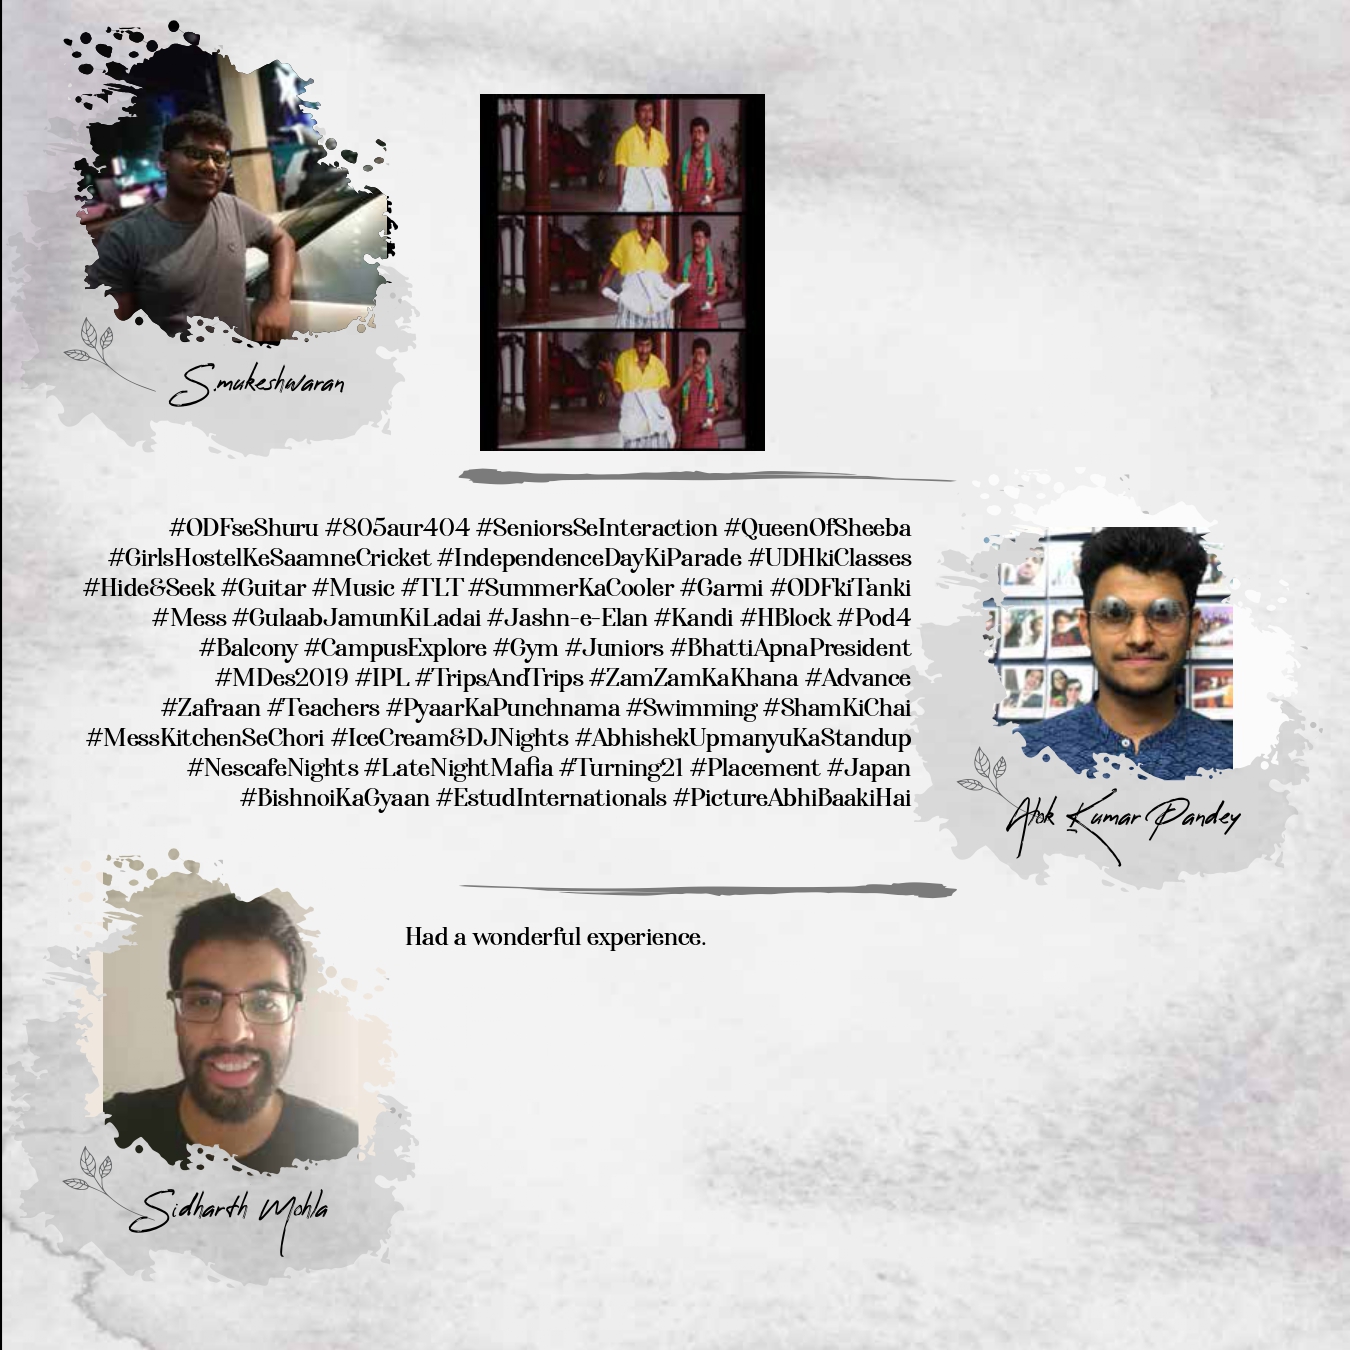 S.mukeshwaran
#ODFseShuru #805aur404 #SeniorsSeInteraction #QueenOfSheeba
#GirlsHostelKeSaamneCricket #IndependenceDayKiParade #UDHkiClasses
#Hide&Seek #Guitar #Music #TLT #SummerKaCooler #Garmi #ODFkiTanki
#Mess #GulaabJamunKiLadai #Jashn-e-Elan #Kandi #HBlock #Pod4
#Balcony #CampusExplore #Gym #Juniors #BhattiApnaPresident
#MDes2019 #IPL #TripsAndTrips #ZamZamKaKhana #Advance
#Zafraan #Teachers #PyaarKaPunchnama #Swimming #ShamKiChai
#MessKitchenSeChori #IceCream&DJNights #AbhishekUpmanyuKaStandup
#NescafeNights #LateNightMafia #Turning21 #Placement #Japan
#BishnoiKaGyaan #EstudInternationals #PictureAbhiBaakiHai
Alok Kumar Pandey
Had a wonderful experience.
Sidharth Mohla